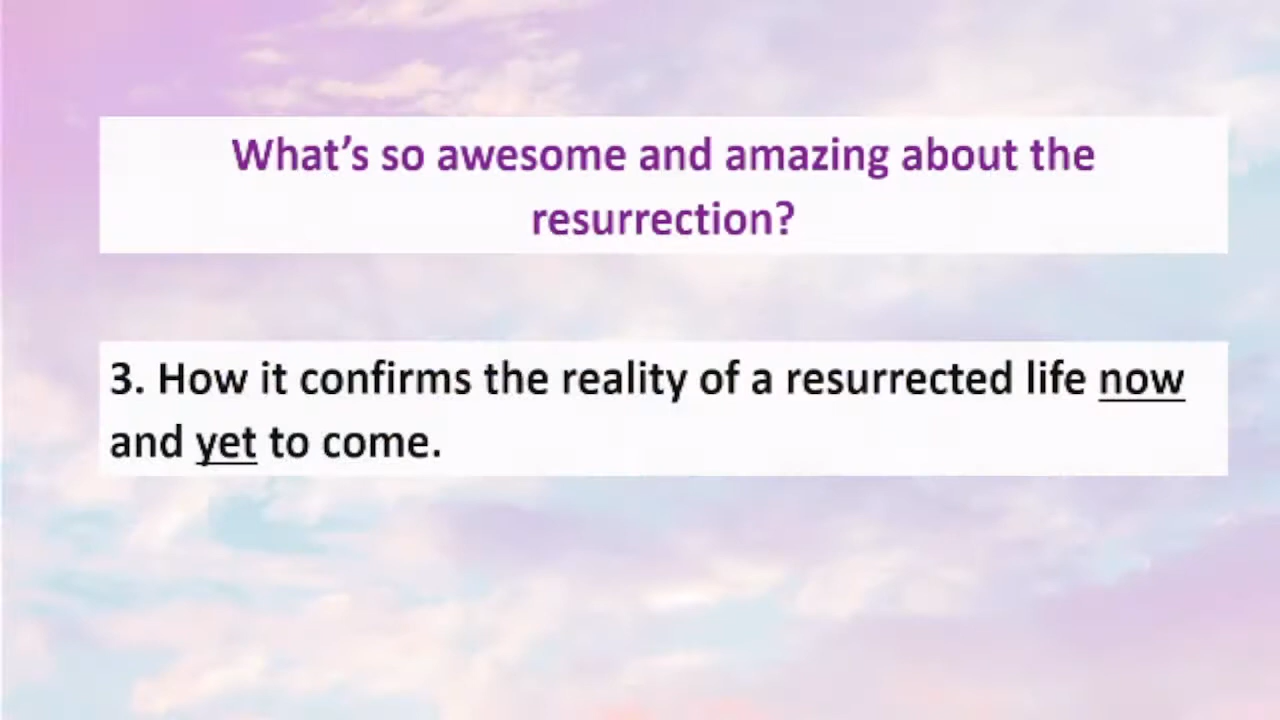 What’s so awesome and amazing about the
resurrection?
3. How it confirms the reality of a resurrected life now
and yet to come.